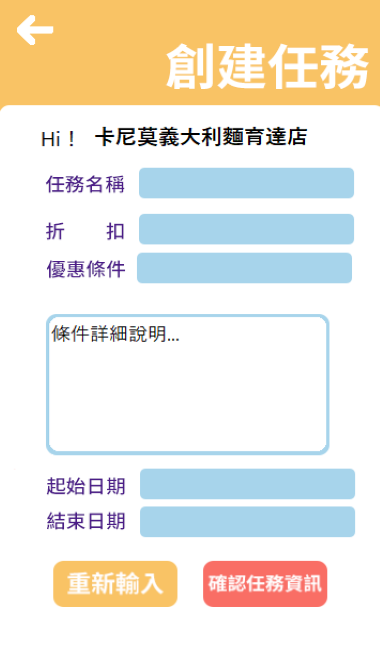 創建任務
Hi！ 卡尼莫義大利麵育達店
任務名稱
折 扣
優惠條件
條件詳細說明...
起始日期
結束日期
重新輸入 確認任務資訊